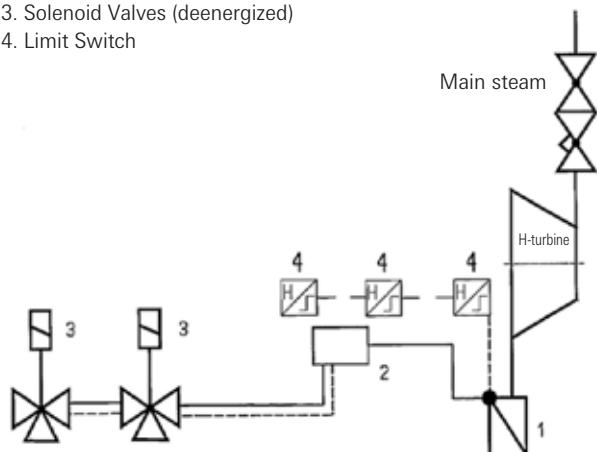 3. Solenoid Valves (deenergized)
4. Limit Switch
Main steam
H-turbine
4 4 4
H H H
3 3
2
1